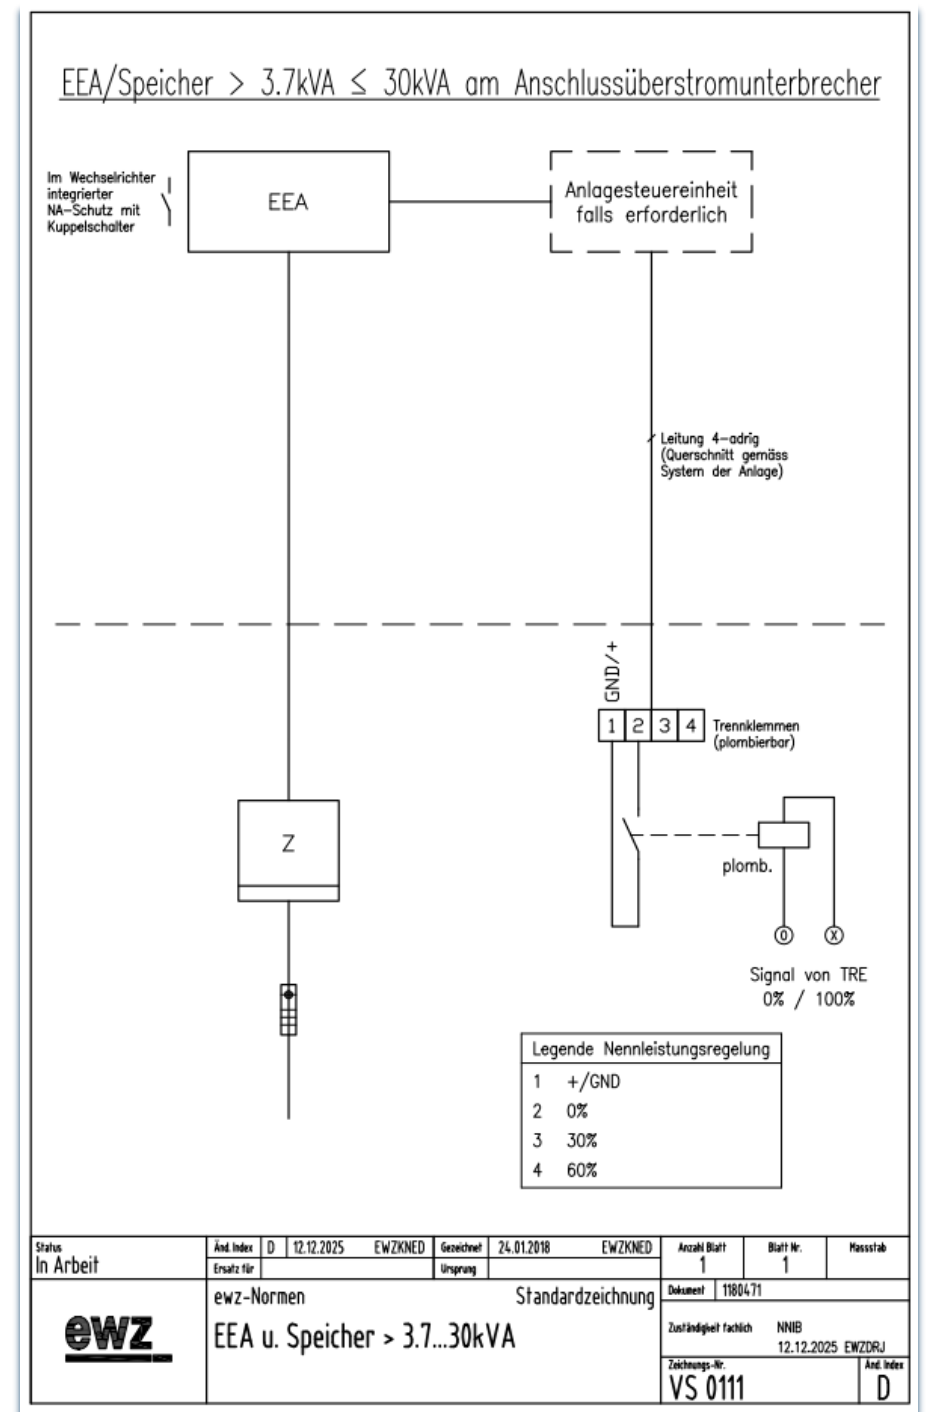 EEA/Speicher > 3.7kVA ≤ 30kVA am Anschlussüberstromunterbrecher
Im Wechselrichter
integrierter
NA-Schutz mit
Kuppelschalter
EEA
Anlagesteuereinheit
falls erforderlich
Leitung 4-adrig
(Querschnitt gemäss
System der Anlage)
GND/+
1 2 3 4
Trennklemmen
(plombierbar)
Z
plomb.
0 X
Signal von TRE
0% / 100%
Legende Nennleistungsregelung
1 +/GND
2 0%
3 30%
4 60%
Status
In Arbeit
Änd. Index D 12.12.2025 EWZKNED
Gezeichnet 24.01.2018 EWZKNED
Ersatz für
Ursprung
Anzahl Blatt
1
Blatt Nr.
1
Massstab
ewz
ewz-Normen Standardzeichnung
EEA u. Speicher > 3.7...30kVA
Dokument 1180471
Zuständigkeit fachlich NNIB
12.12.2025 EWZDRJ
Zeichnungs-Nr.
VS 0111
Änd. Index
D